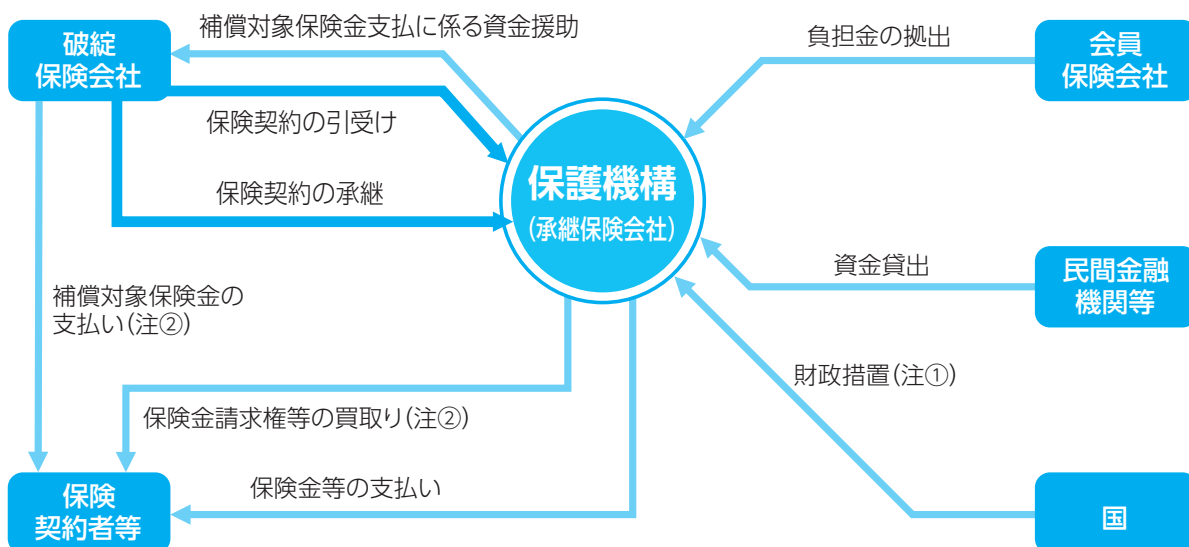 補償対象保険金支払に係る資金援助
破綻
保険会社
負担金の拠出
会員
保険会社
保険契約の引受け
保護機構
(承継保険会社)
保険契約の承継
資金貸出
民間金融
機関等
補償対象保険金の
支払い(注②)
財政措置(注①)
保険金請求権等の買取り(注②)
保険金等の支払い
保険
契約者等
国